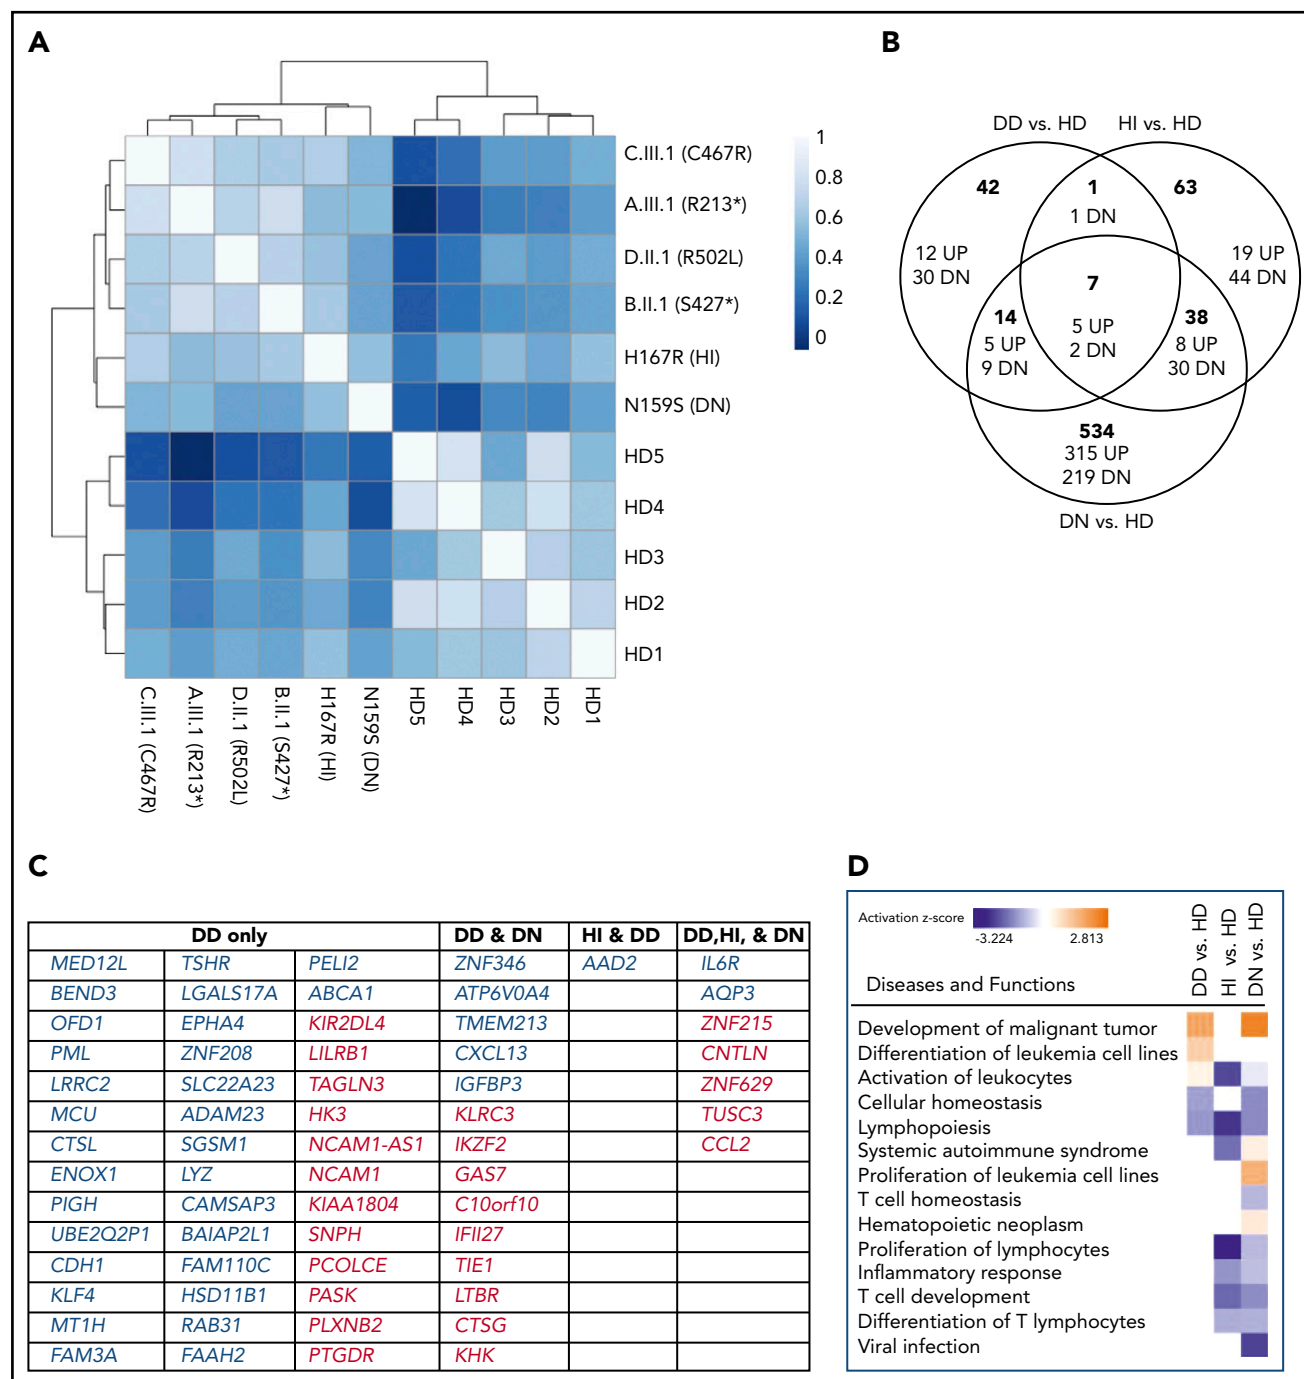 A
C.III.1 (C467R)
A.III.1 (R213*)
D.II.1 (R502L)
B.II.1 (S427*)
H167R (HI)
N159S (DN)
HD5
HD4
HD3
HD2
HD1
C.III.1 (C467R)
A.III.1 (R213*)
D.II.1 (R502L)
B.II.1 (S427*)
H167R (HI)
N159S (DN)
HD5
HD4
HD3
HD2
HD1
1
0.8
0.6
0.4
0.2
0
B
DD vs. HD HI vs. HD
42 1 63
1 DN
12 UP 19 UP
30 DN 44 DN
7
14 38
5 UP 5 UP 8 UP
9 DN 2 DN 30 DN
534
315 UP
219 DN
DN vs. HD
C
DD only DD & DN HI & DD DD,HI, & DN
MED12L TSHR PELI2 ZNF346 AAD2 IL6R
BEND3 LGALS17A ABCA1 ATP6V0A4 AQP3
OFD1 EPHA4 KIR2DL4 TMEM213 ZNF215
PML ZNF208 LILRB1 CXCL13 CNTLN
LRRC2 SLC22A23 TAGLN3 IGFBP3 ZNF629
MCU ADAM23 HK3 KLRC3 TUSC3
CTSL SGSM1 NCAM1-AS1 IKZF2 CCL2
ENOX1 LYZ NCAM1 GAS7
PIGH CAMSAP3 KIAA1804 C10orf10
UBE2Q2P1 BAIAP2L1 SNPH IFII27
CDH1 FAM110C PCOLCE TIE1
KLF4 HSD11B1 PASK LTBR
MT1H RAB31 PLXNB2 CTSG
FAM3A FAAH2 PTGDR KHK
D
Activation z-score
-3.224 2.813
DD vs. HD
HI vs. HD
DN vs. HD
Diseases and Functions
Development of malignant tumor
Differentiation of leukemia cell lines
Activation of leukocytes
Cellular homeostasis
Lymphopoiesis
Systemic autoimmune syndrome
Proliferation of leukemia cell lines
T cell homeostasis
Hematopoietic neoplasm
Proliferation of lymphocytes
Inflammatory response
T cell development
Differentiation of T lymphocytes
Viral infection